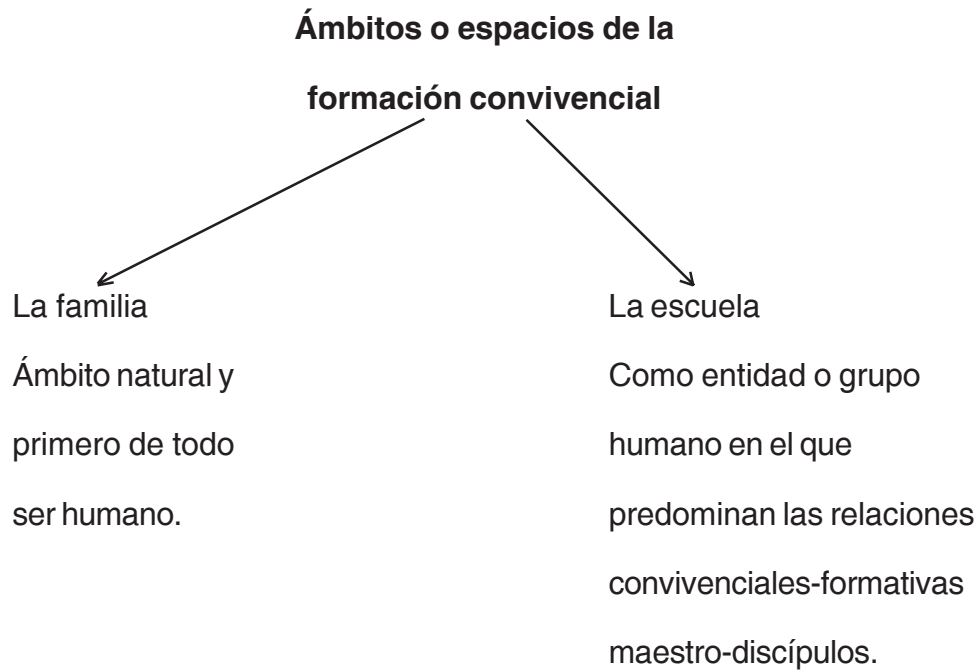 Ámbitos o espacios de la
formación convivencial
La familia
Ámbito natural y
primero de todo
ser humano.
La escuela
Como entidad o grupo
humano en el que
predominan las relaciones
convivenciales-formativas
maestro-discípulos.